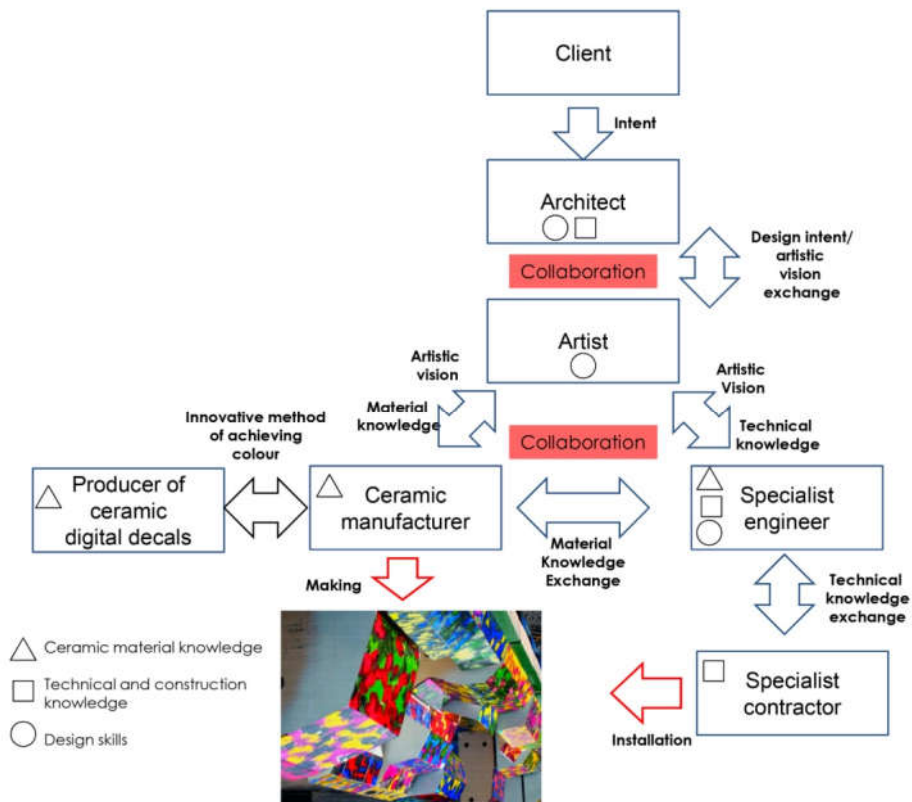 Client
Intent
Architect
Design intent/
artistic
vision
exchange
Collaboration
Artist
Artistic
vision
Material
knowledge
Artistic
Vision
Technical
knowledge
Collaboration
Innovative method
of achieving
colour
Producer of
ceramic
digital decals
Ceramic
manufacturer
Material
Knowledge
Exchange
Specialist
engineer
Making
Technical
knowledge
exchange
Ceramic material knowledge
Technical and construction
knowledge
Design skills
Specialist
contractor
Installation